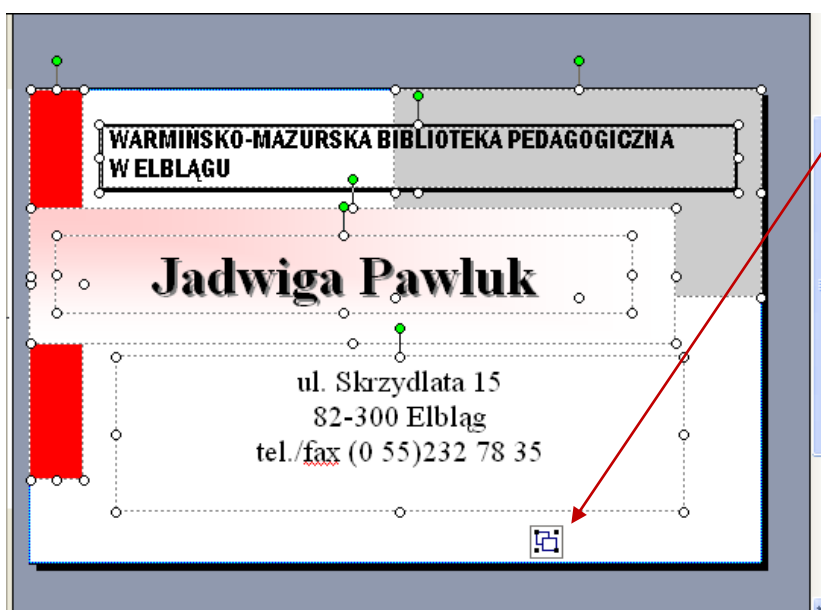 WARMIŃSKO-MAZURSKA BIBLIOTEKA PEDAGOGICZNA
W ELBLĄGU
Jadwiga Pawluk
ul. Skrzydlata 15
82-300 Elbląg
tel./fax (0 55)232 78 35